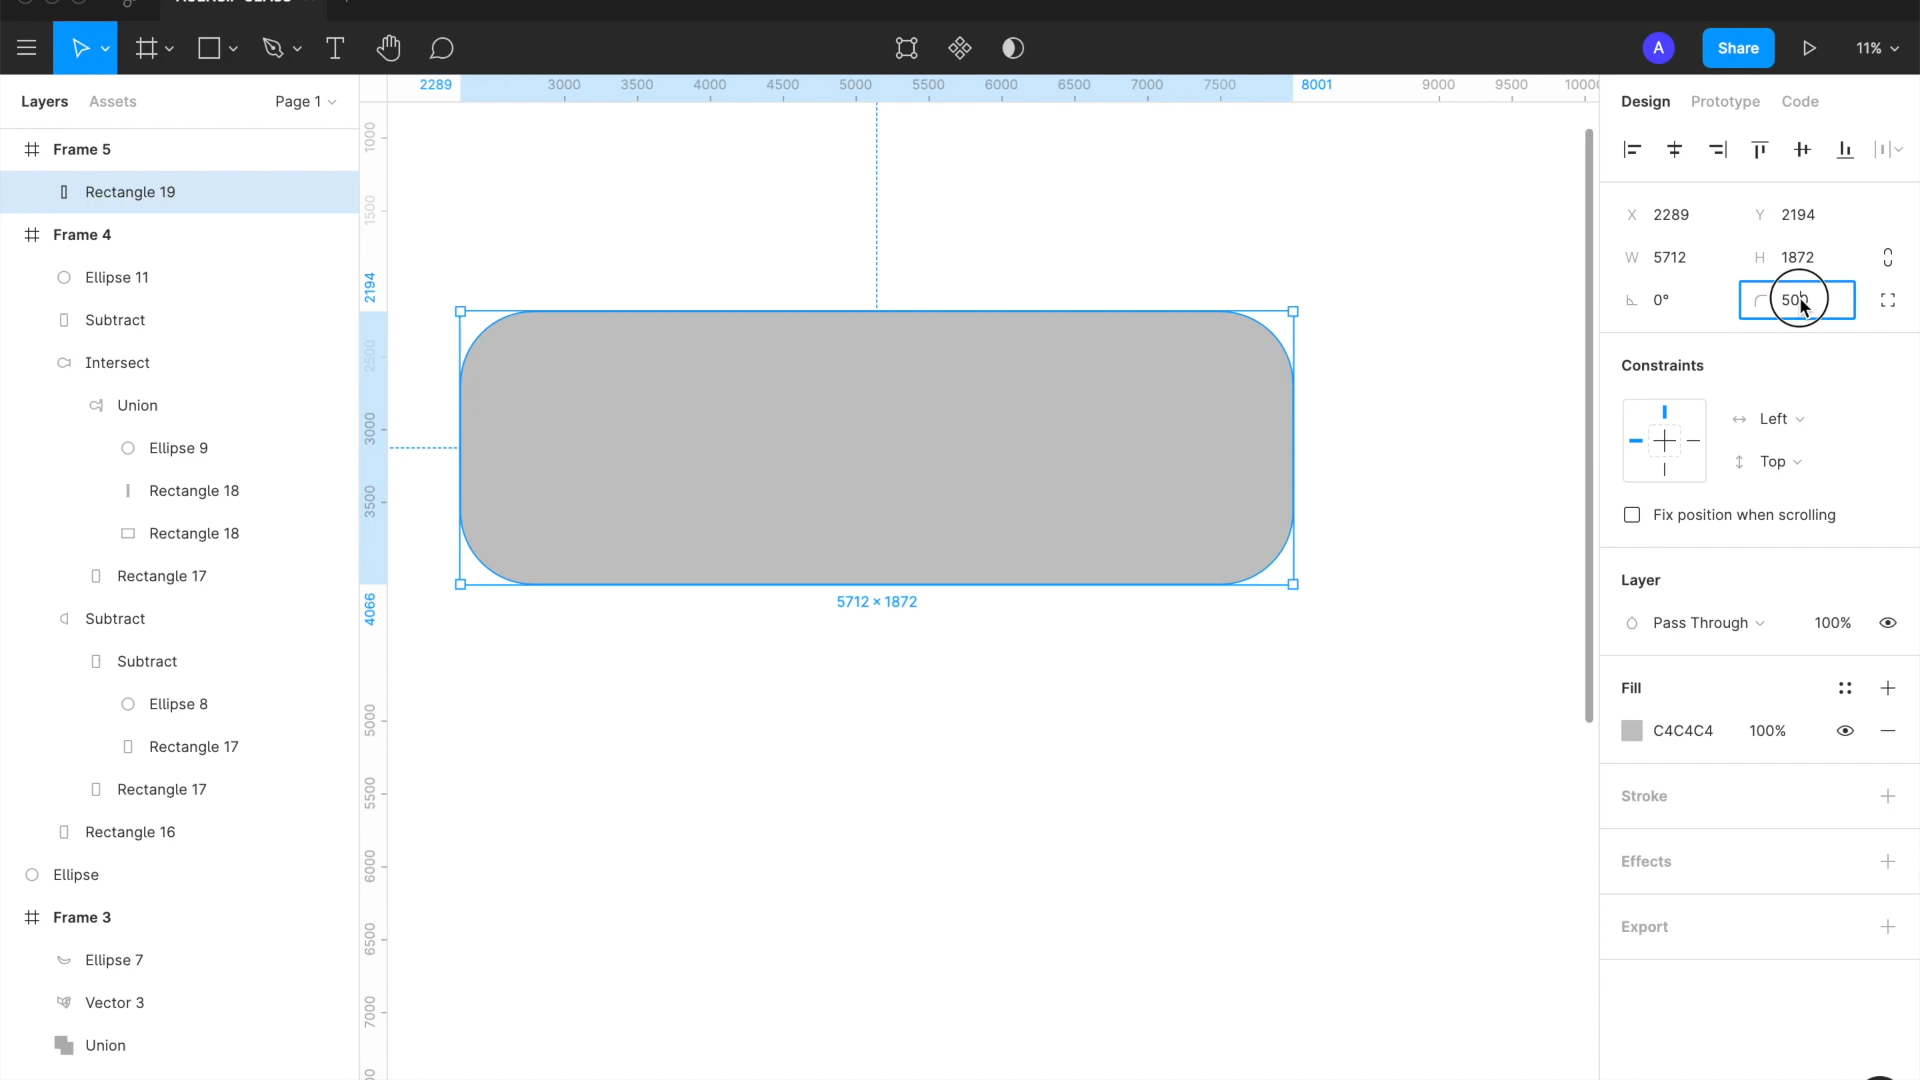 A
Share
11%
Layers
Assets
Page 1
2289
3000
3500
4000
4500
5000
5500
6000
6500
7000
7500
8001
9000
9500
10000
Design
Prototype
Code
Frame 5
Rectangle 19
Frame 4
Ellipse 11
Subtract
Intersect
Union
Ellipse 9
Rectangle 18
Rectangle 18
Rectangle 17
Subtract
Subtract
Ellipse 8
Rectangle 17
Rectangle 17
Rectangle 16
Ellipse
Frame 3
Ellipse 7
Vector 3
Union
1000
1500
2194
2500
3000
3500
4066
5000
5500
6000
6500
7000
5712 × 1872
X 2289
Y 2194
W 5712
H 1872
0°
500
Constraints
Left
Top
Fix position when scrolling
Layer
Pass Through
100%
Fill
C4C4C4
100%
Stroke
Effects
Export